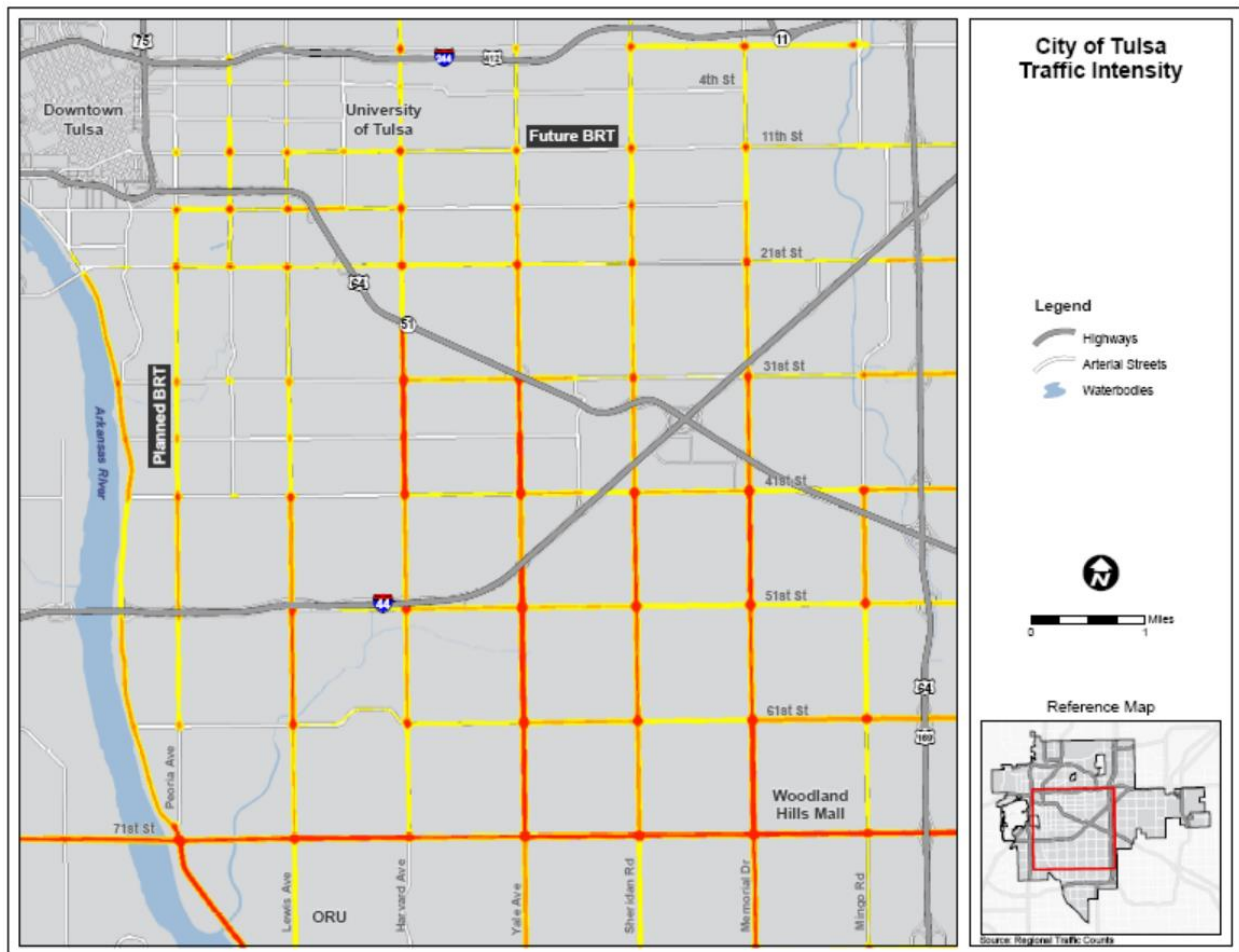 City of Tulsa
Traffic Intensity
75
244
412
11
4th St
Downtown
Tulsa
University
of Tulsa
Future BRT
11th St
21st St
64
51
31st St
Planned BRT
Arkansas River
41st St
44
51st St
64
61st St
169
Peoria Ave
Woodland
Hills Mall
71st St
Lewis Ave
ORU
Harvard Ave
Yale Ave
Sheridan Rd
Memorial Dr
Mingo Rd
Legend
Highways
Arterial Streets
Waterbodies
N
0 1 Miles
Reference Map
Source: Regional Traffic Counts